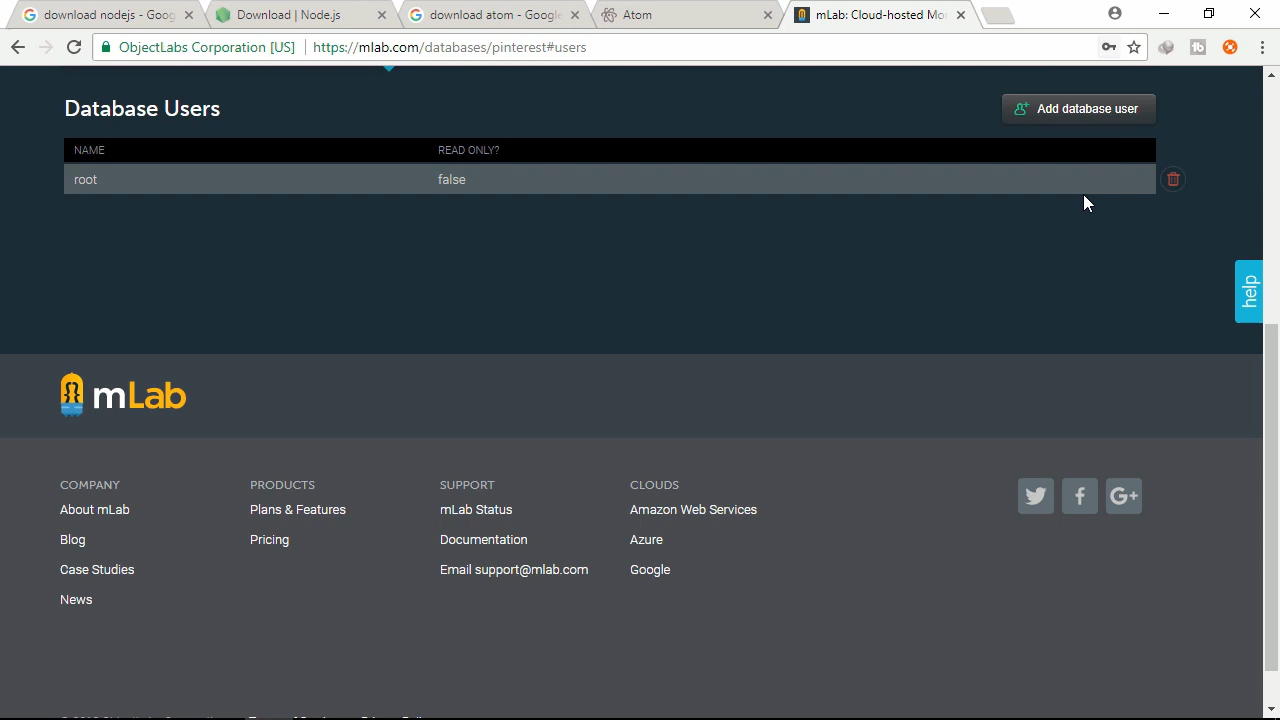 download nodejs - Goog
Download | Node.js
download atom - Google
Atom
mLab: Cloud-hosted Mo
ObjectLabs Corporation [US]
https://mlab.com/databases/pinterest#users
Database Users
Add database user
NAME
READ ONLY?
root
false
help
mLab
COMPANY
PRODUCTS
SUPPORT
CLOUDS
About mLab
Plans & Features
mLab Status
Amazon Web Services
Blog
Pricing
Documentation
Azure
Case Studies
Email support@mlab.com
Google
News
G+